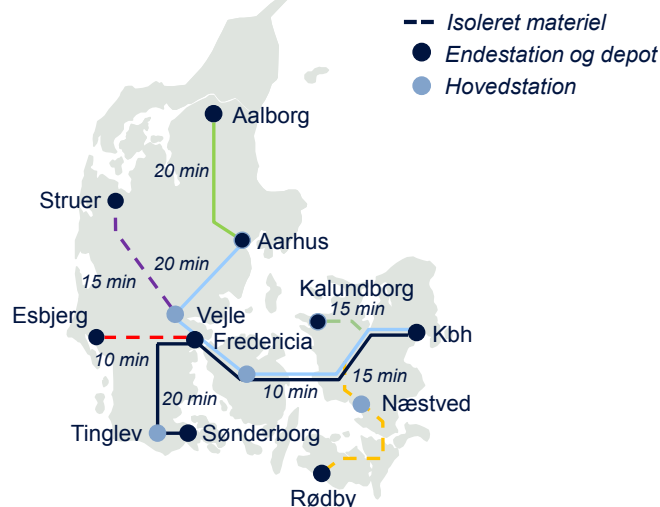 Isoleret materiel
Endestation og depot
Hovedstation
Aalborg
20 min
Struer
Aarhus
20 min
15 min
Kalundborg
15 min
Esbjerg
Vejle
Fredericia
Kbh
10 min
15 min
10 min
20 min
Næstved
Tinglev
Sønderborg
Rødby